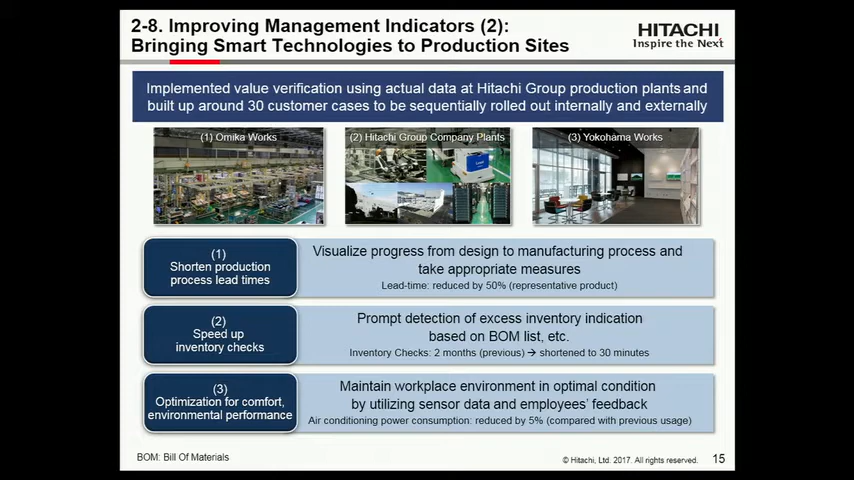 2-8. Improving Management Indicators (2):
Bringing Smart Technologies to Production Sites
HITACHI
Inspire the Next
Implemented value verification using actual data at Hitachi Group production plants and
built up around 30 customer cases to be sequentially rolled out internally and externally
(1) Omika Works
(2) Hitachi Group Company Plants
(3) Yokohama Works
(1)
Shorten production
process lead times
Visualize progress from design to manufacturing process and
take appropriate measures
Lead-time: reduced by 50% (representative product)
(2)
Speed up
inventory checks
Prompt detection of excess inventory indication
based on BOM list, etc.
Inventory Checks: 2 months (previous) → shortened to 30 minutes
(3)
Optimization for comfort,
environmental performance
Maintain workplace environment in optimal condition
by utilizing sensor data and employees’ feedback
Air conditioning power consumption: reduced by 5% (compared with previous usage)
BOM: Bill Of Materials
© Hitachi, Ltd. 2017. All rights reserved.
15